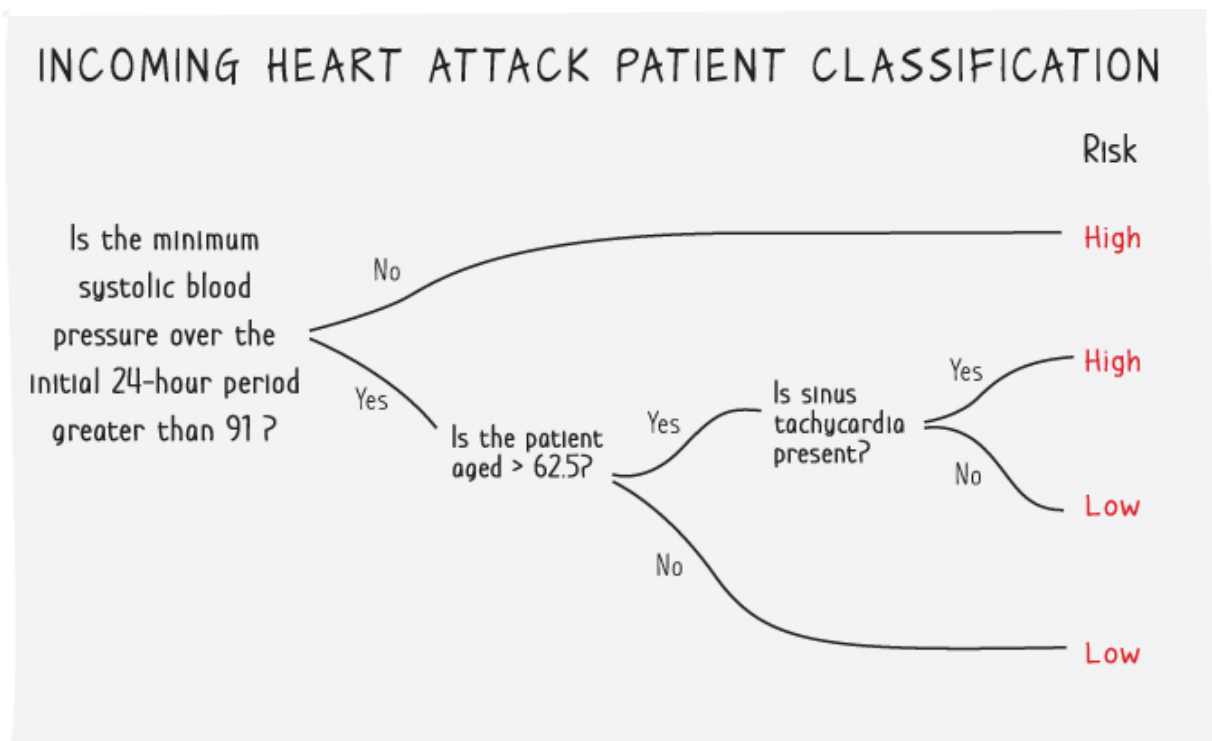 INCOMING HEART ATTACK PATIENT CLASSIFICATION
Risk
Is the minimum
systolic blood
pressure over the
initial 24-hour period
greater than 91 ?
No
High
Yes
Is the patient
aged > 62.5?
Yes
Is sinus
tachycardia
present?
Yes
High
No
Low
No
Low